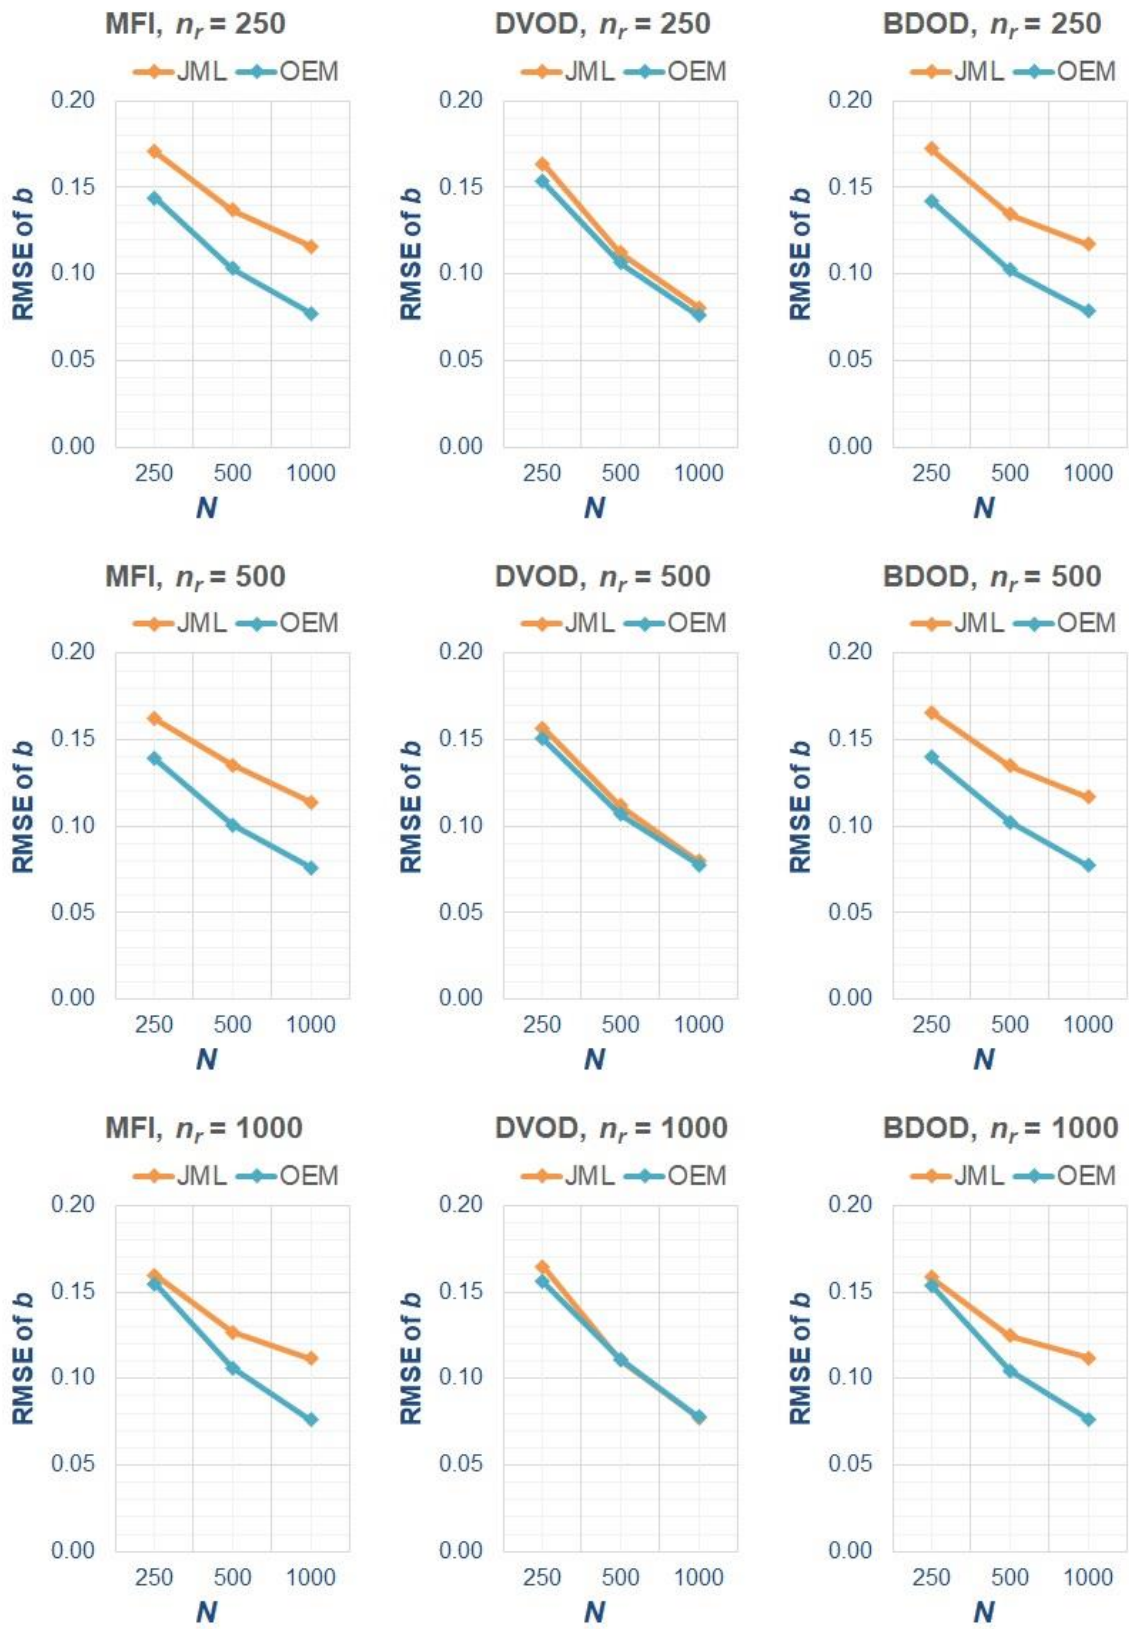 MFI, nr = 250
JML OEM
0.20
0.15
0.10
0.05
0.00
RMSE of b
250 500 1000
N
DVOD, nr = 250
JML OEM
0.20
0.15
0.10
0.05
0.00
RMSE of b
250 500 1000
N
BDOD, nr = 250
JML OEM
0.20
0.15
0.10
0.05
0.00
RMSE of b
250 500 1000
N
MFI, nr = 500
JML OEM
0.20
0.15
0.10
0.05
0.00
RMSE of b
250 500 1000
N
DVOD, nr = 500
JML OEM
0.20
0.15
0.10
0.05
0.00
RMSE of b
250 500 1000
N
BDOD, nr = 500
JML OEM
0.20
0.15
0.10
0.05
0.00
RMSE of b
250 500 1000
N
MFI, nr = 1000
JML OEM
0.20
0.15
0.10
0.05
0.00
RMSE of b
250 500 1000
N
DVOD, nr = 1000
JML OEM
0.20
0.15
0.10
0.05
0.00
RMSE of b
250 500 1000
N
BDOD, nr = 1000
JML OEM
0.20
0.15
0.10
0.05
0.00
RMSE of b
250 500 1000
N